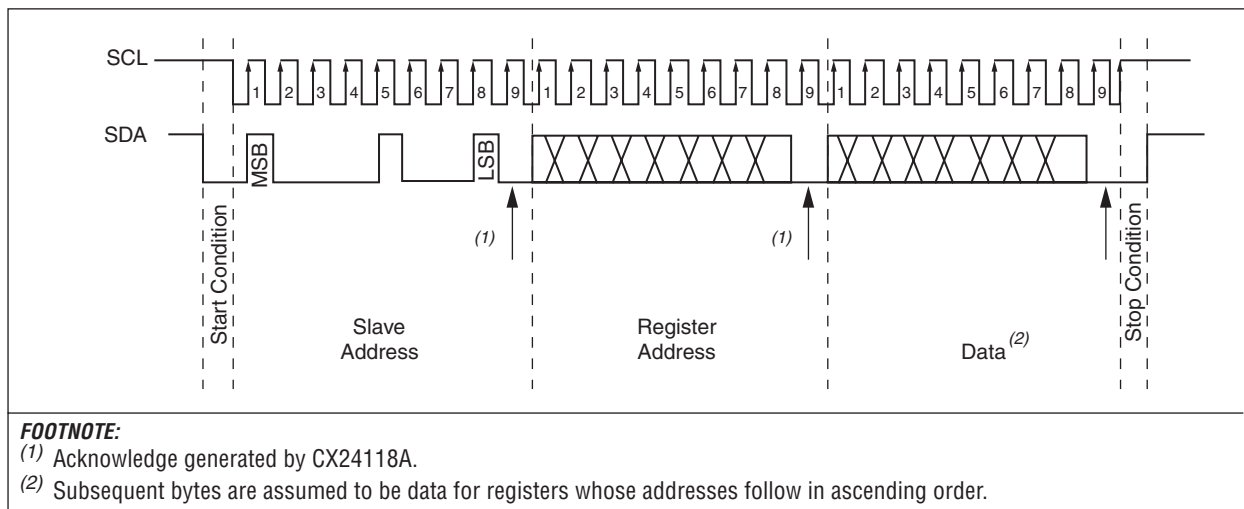 SCL
1 2 3 4 5 6 7 8 9 1 2 3 4 5 6 7 8 9 1 2 3 4 5 6 7 8 9
SDA
MSB
LSB
(1)
(1)
Start Condition
Slave
Address
Register
Address
Data (2)
Stop Condition
FOOTNOTE:
(1) Acknowledge generated by CX24118A.
(2) Subsequent bytes are assumed to be data for registers whose addresses follow in ascending order.